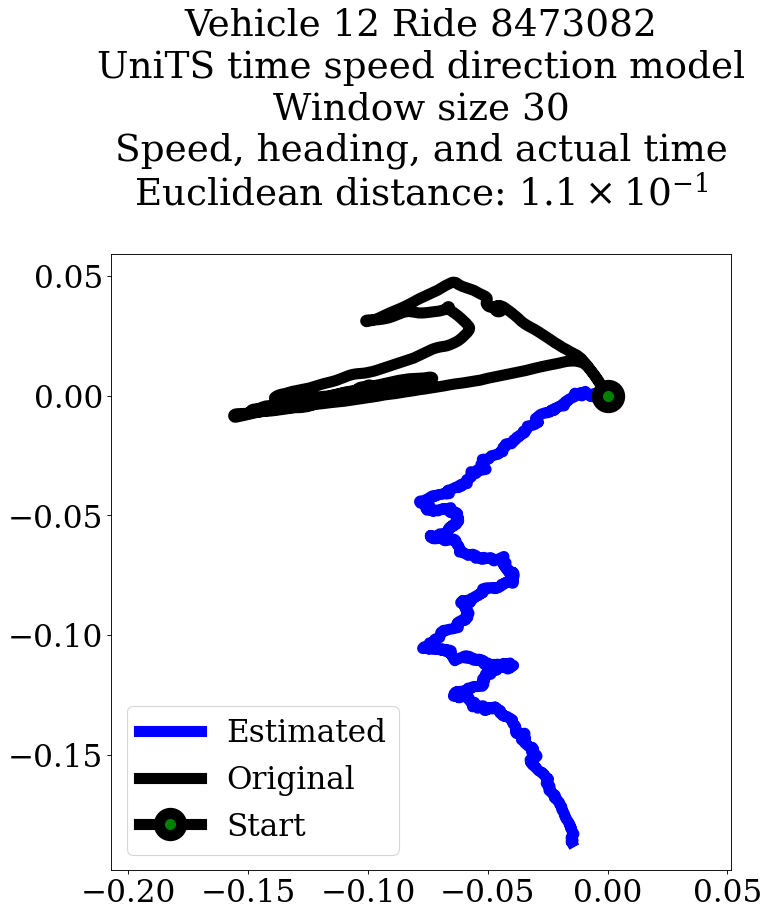 Vehicle 12 Ride 8473082
UniTS time speed direction model
Window size 30
Speed, heading, and actual time
Euclidean distance: 1.1 × 10⁻¹
0.05
0.00
−0.05
−0.10
−0.15
Estimated
Original
Start
−0.20 −0.15 −0.10 −0.05 0.00 0.05